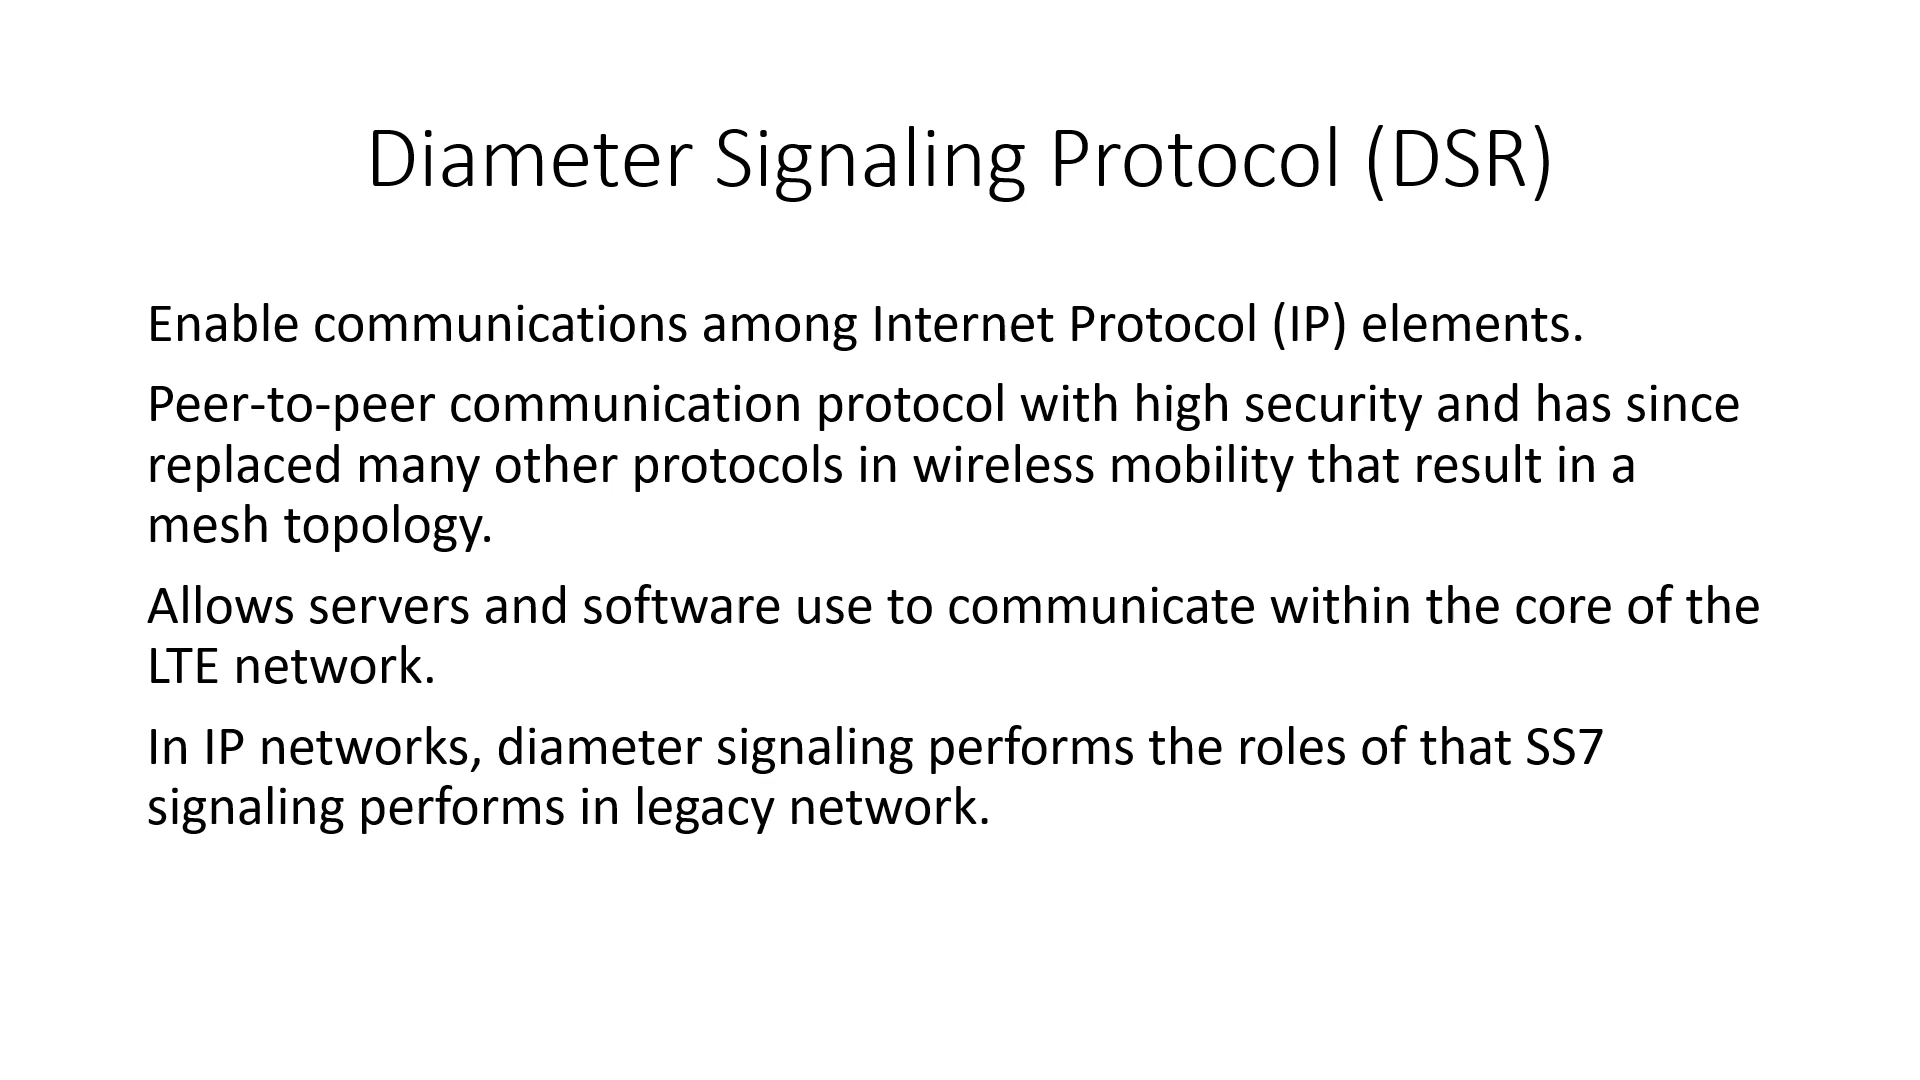 Diameter Signaling Protocol (DSR)
Enable communications among Internet Protocol (IP) elements.
Peer-to-peer communication protocol with high security and has since
replaced many other protocols in wireless mobility that result in a
mesh topology.
Allows servers and software use to communicate within the core of the
LTE network.
In IP networks, diameter signaling performs the roles of that SS7
signaling performs in legacy network.